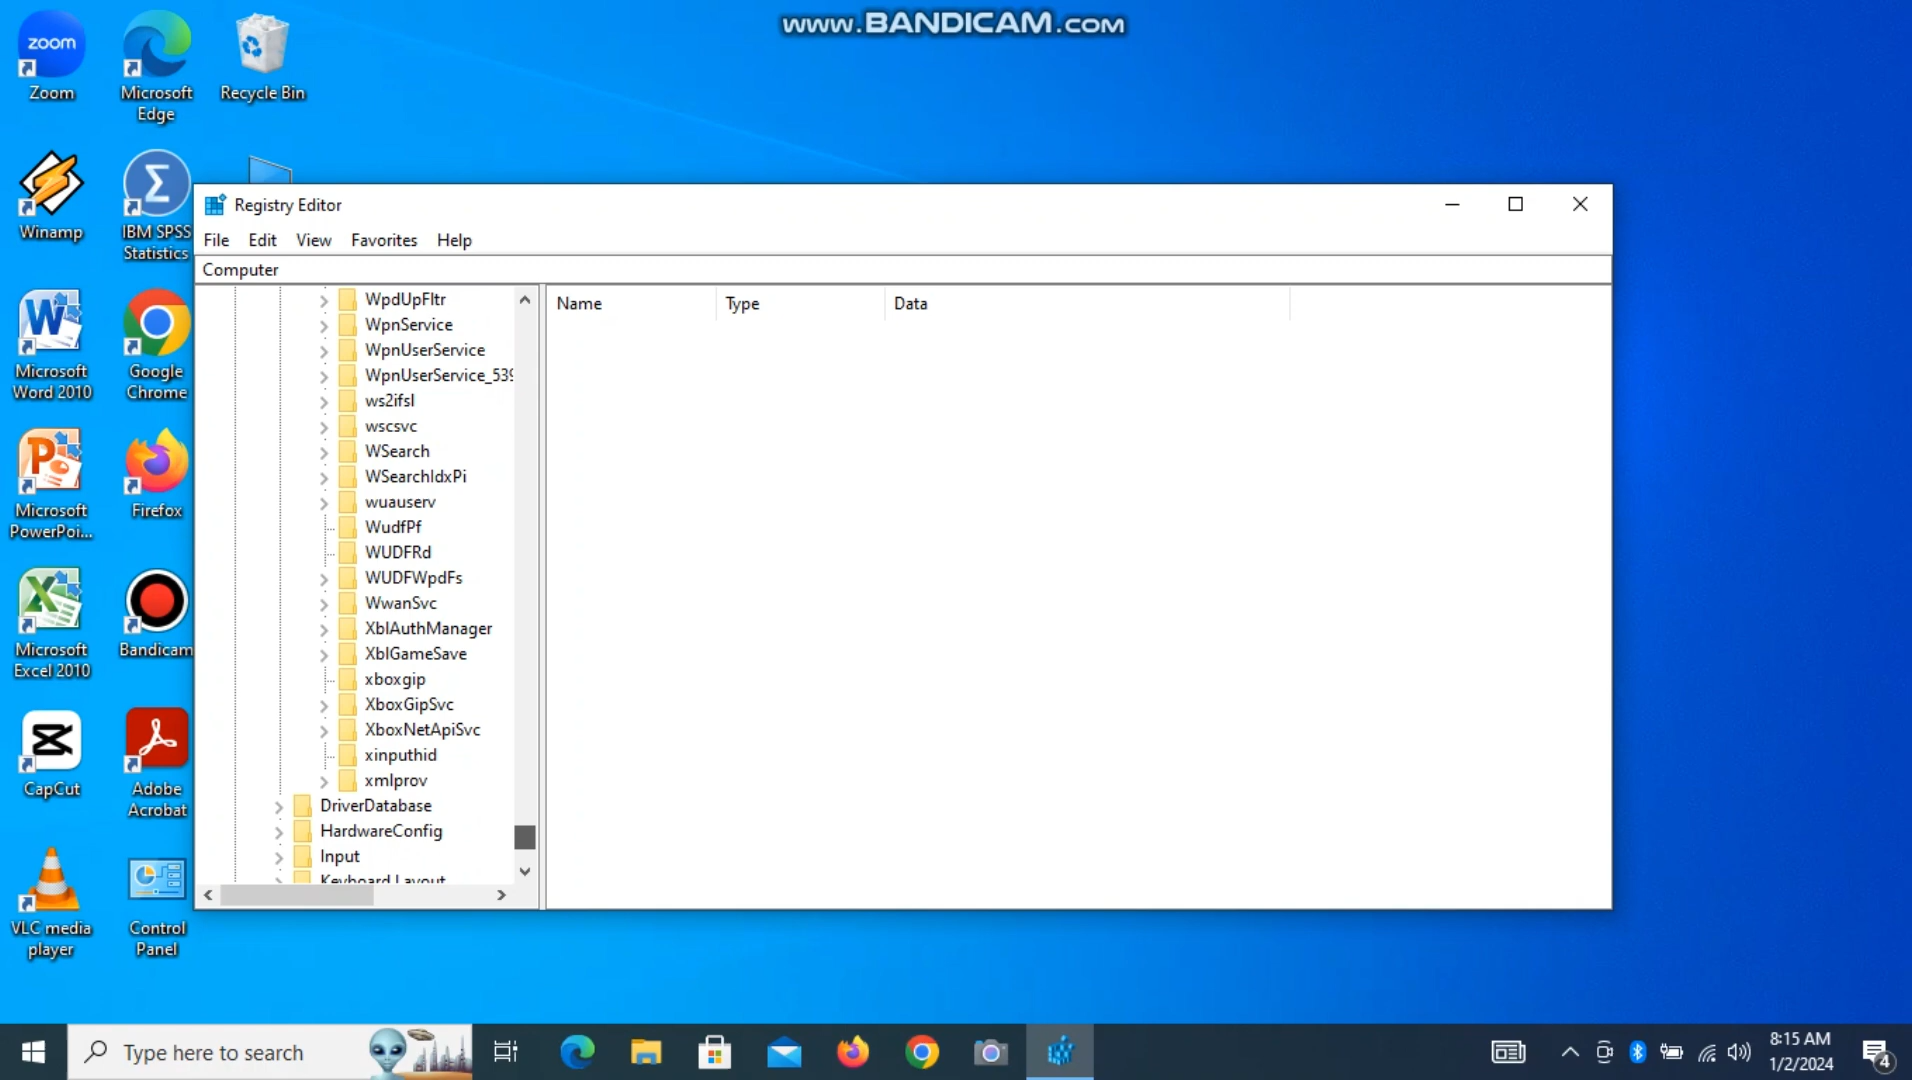 www.BANDICAM.com
zoom
Zoom
Microsoft
Edge
Recycle Bin
Winamp
IBM SPSS
Statistics
Microsoft
Word 2010
Google
Chrome
Microsoft
PowerPoi...
Firefox
Microsoft
Excel 2010
Bandicam
CapCut
Adobe
Acrobat
VLC media
player
Control
Panel
Registry Editor
File Edit View Favorites Help
Computer
Name Type Data
WpdUpFltr
WpnService
WpnUserService
WpnUserService_539
ws2ifsl
wscsvc
WSearch
WSearchIdxPi
wuauserv
WudfPf
WUDFRd
WUDFWpdFs
WwanSvc
XblAuthManager
XblGameSave
xboxgip
XboxGipSvc
XboxNetApiSvc
xinputhid
xmlprov
DriverDatabase
HardwareConfig
Input
Keyboard Layout
Type here to search
8:15 AM
1/2/2024
4